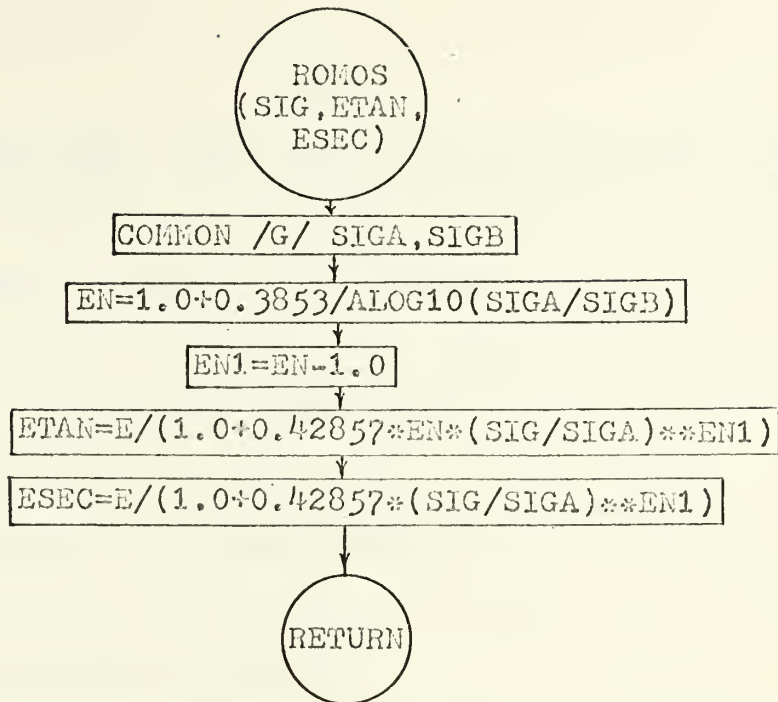 ROMOS
(SIG,ETAN,
ESEC)
COMMON /G/ SIGA,SIGB
EN=1.0+0.3853/ALOG10(SIGA/SIGB)
EN1=EN-1.0
ETAN=E/(1.0+0.42857*EN*(SIG/SIGA)**EN1)
ESEC=E/(1.0+0.42857*(SIG/SIGA)**EN1)
RETURN